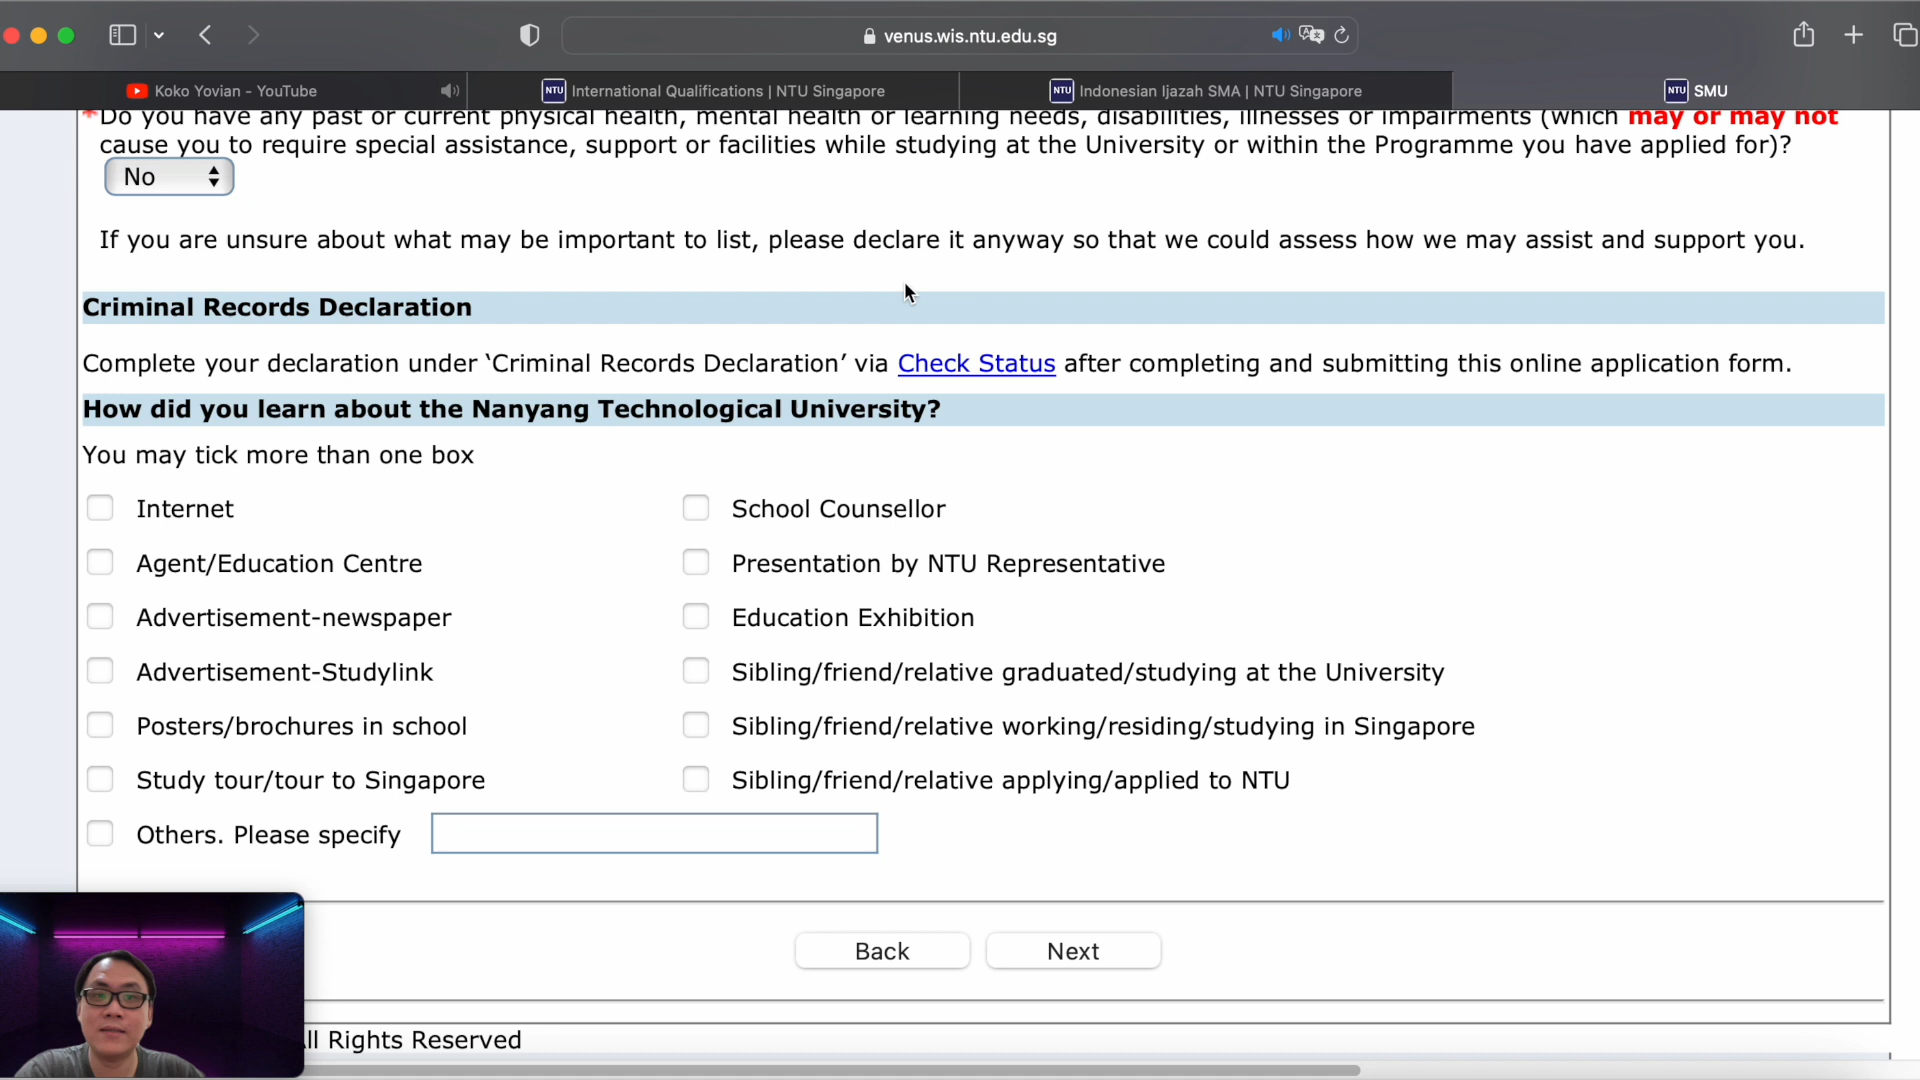 venus.wis.ntu.edu.sg
Koko Yovian - YouTube
NTU International Qualifications | NTU Singapore
NTU Indonesian Ijazah SMA | NTU Singapore
NTU SMU
*Do you have any past or current physical health, mental health or learning needs, disabilities, illnesses or impairments (which may or may not
cause you to require special assistance, support or facilities while studying at the University or within the Programme you have applied for)?
No
If you are unsure about what may be important to list, please declare it anyway so that we could assess how we may assist and support you.
Criminal Records Declaration
Complete your declaration under ‘Criminal Records Declaration’ via Check Status after completing and submitting this online application form.
How did you learn about the Nanyang Technological University?
You may tick more than one box
Internet
School Counsellor
Agent/Education Centre
Presentation by NTU Representative
Advertisement-newspaper
Education Exhibition
Advertisement-Studylink
Sibling/friend/relative graduated/studying at the University
Posters/brochures in school
Sibling/friend/relative working/residing/studying in Singapore
Study tour/tour to Singapore
Sibling/friend/relative applying/applied to NTU
Others. Please specify
Back
Next
All Rights Reserved